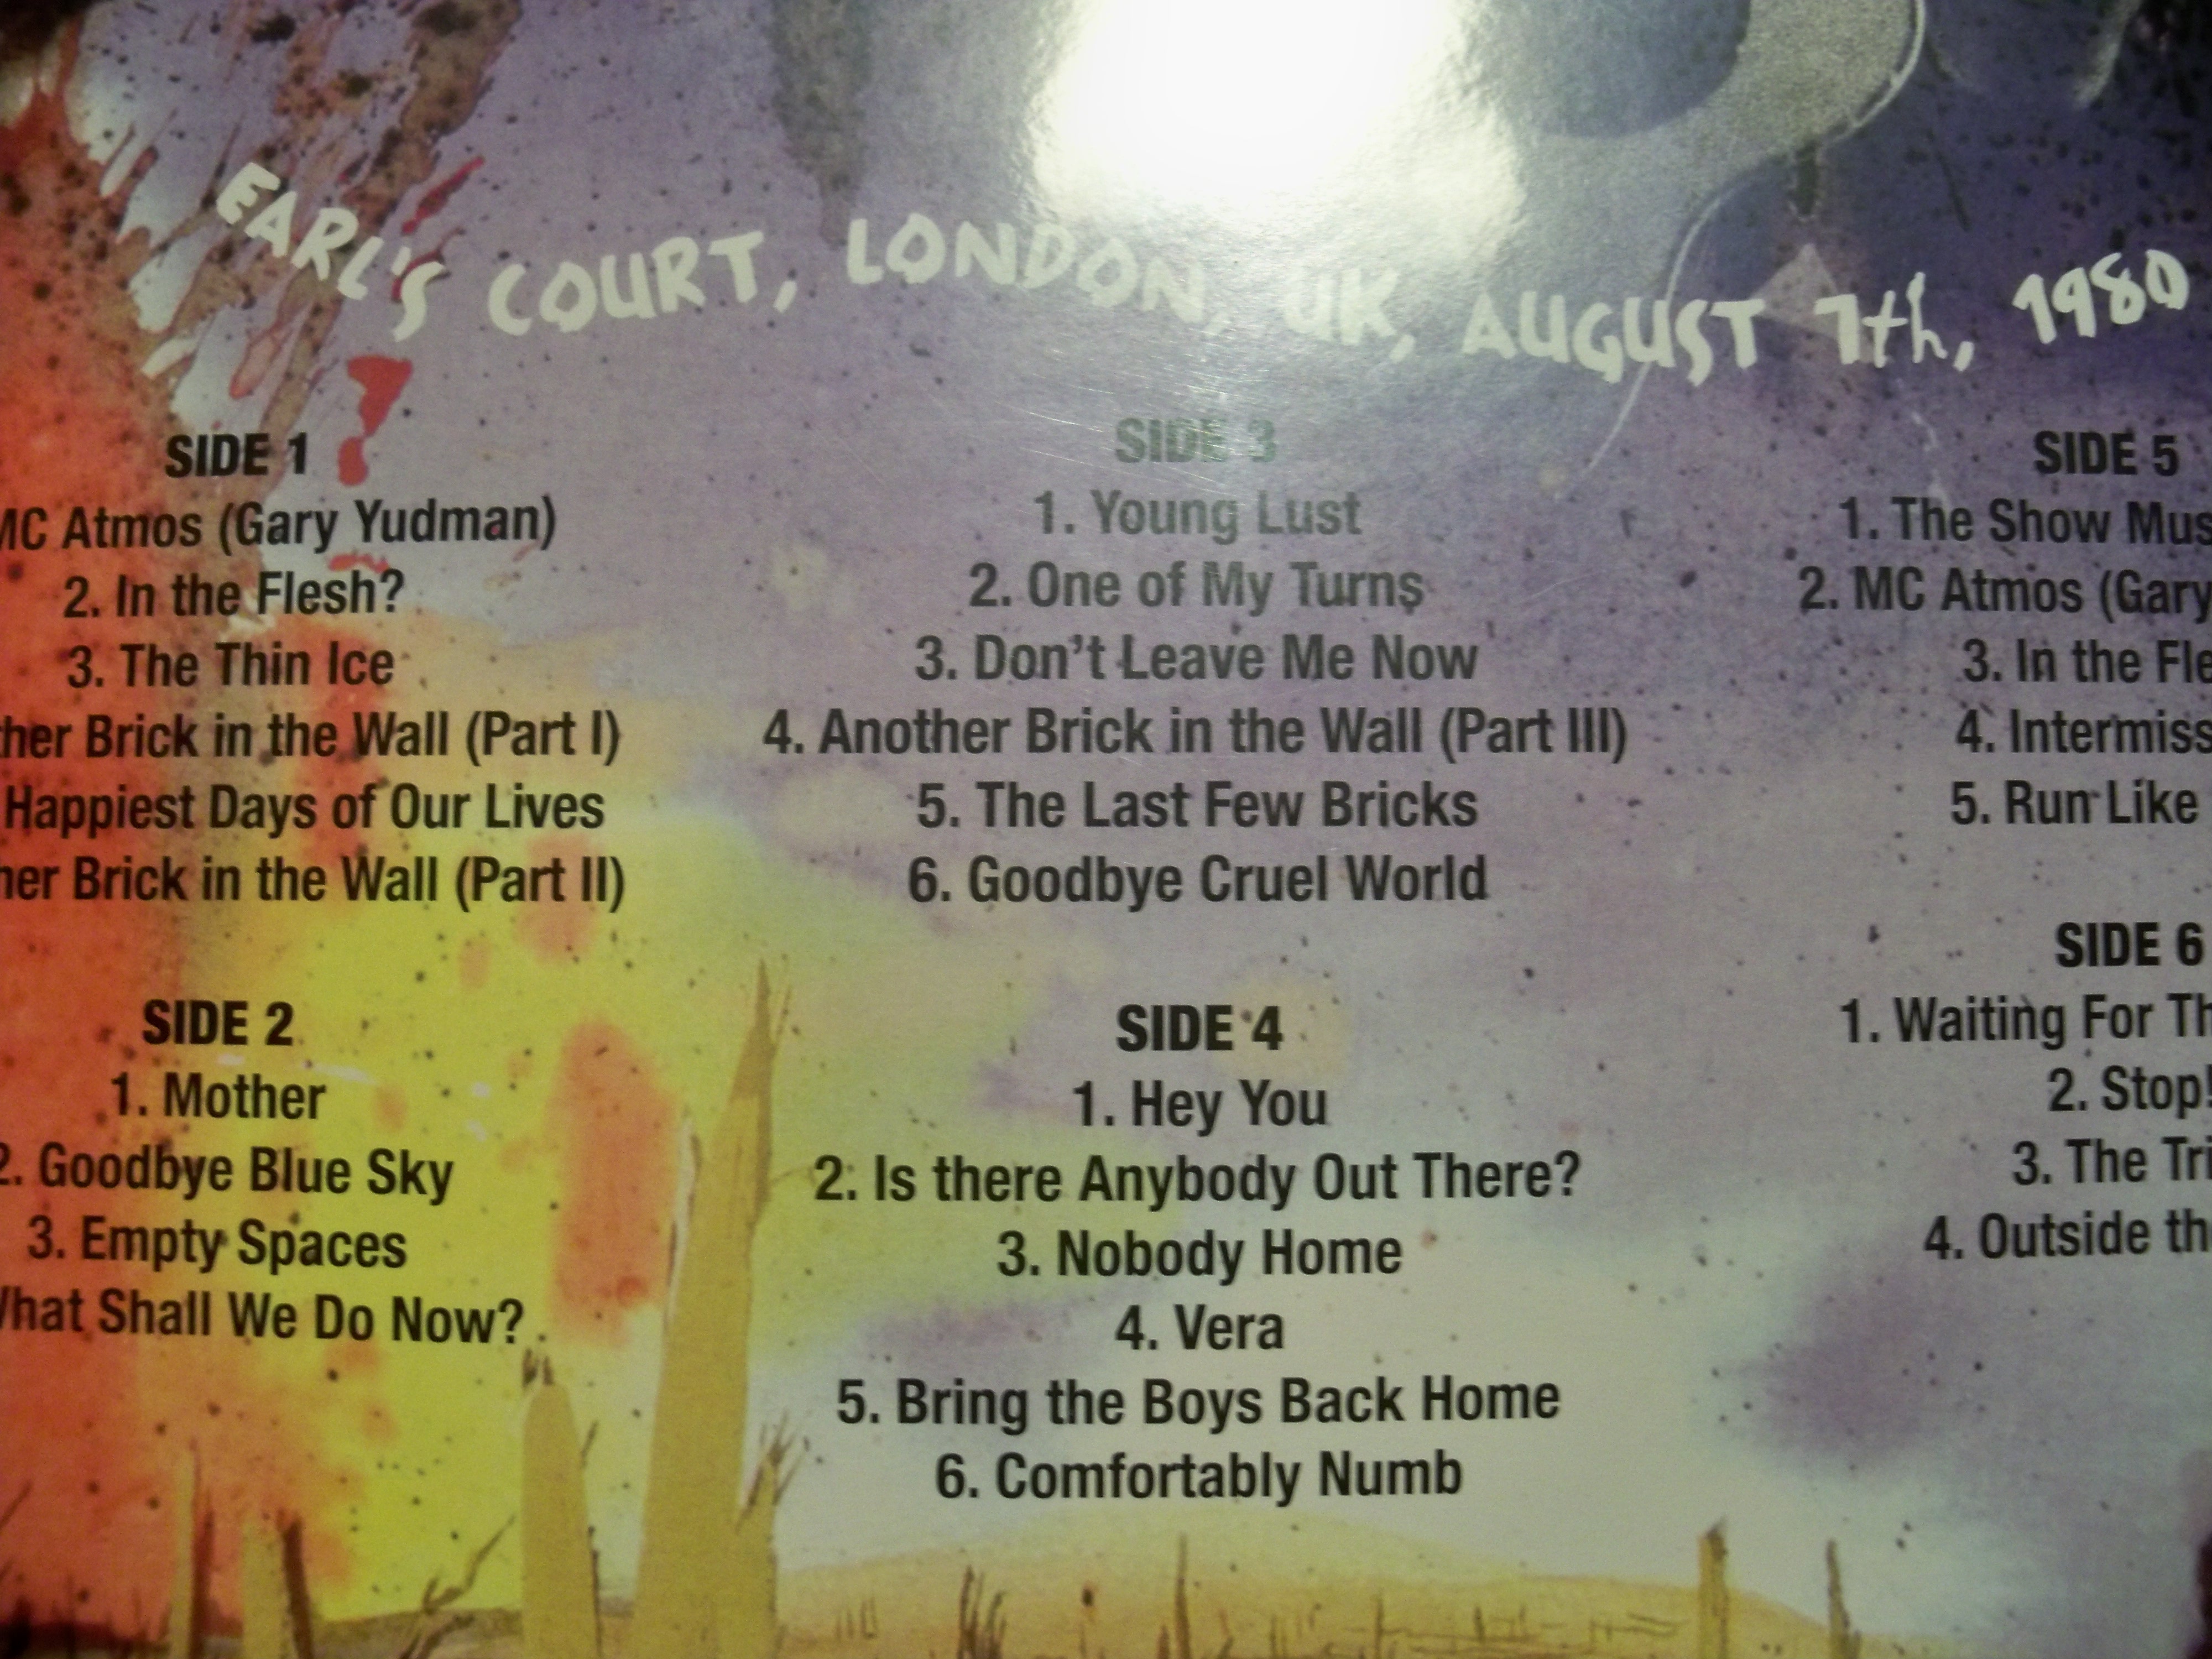 EARL'S COURT, LONDON, UK, AUGUST 7th, 1980
SIDE 1
MC Atmos (Gary Yudman)
2. In the Flesh?
3. The Thin Ice
ther Brick in the Wall (Part I)
Happiest Days of Our Lives
her Brick in the Wall (Part II)
SIDE 2
1. Mother
2. Goodbye Blue Sky
3. Empty Spaces
What Shall We Do Now?
SIDE 3
1. Young Lust
2. One of My Turns
3. Don't Leave Me Now
4. Another Brick in the Wall (Part III)
5. The Last Few Bricks
6. Goodbye Cruel World
SIDE 4
1. Hey You
2. Is there Anybody Out There?
3. Nobody Home
4. Vera
5. Bring the Boys Back Home
6. Comfortably Numb
SIDE 5
1. The Show Mus
2. MC Atmos (Gary
3. In the Fle
4. Intermiss
5. Run Like
SIDE 6
1. Waiting For Th
2. Stop!
3. The Tri
4. Outside th